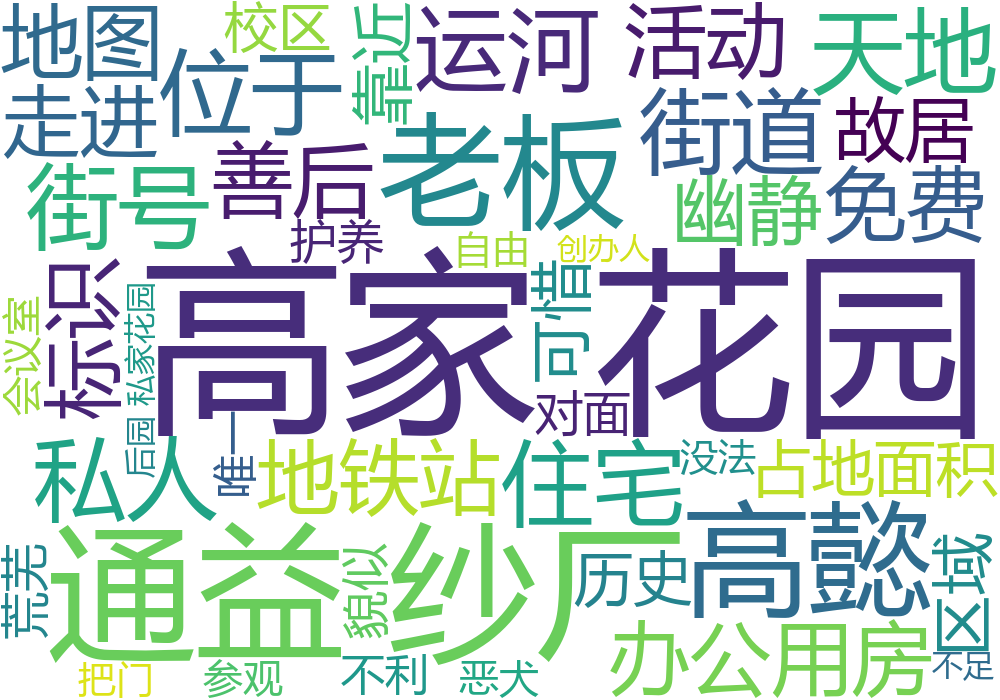 地图
校区
靠近
运河
活动
天地
走进
位于
街道
故居
街号
善后
老板
幽静
免费
护养
自由
创办人
标识
会议室
私家花园
高家花园
可惜
对面
后园
唯一
私人
地铁站
住宅
没法
占地面积
通益纱厂
高懿
区域
荒芜
貌似
历史
办公用房
把门
参观
不利
恶犬
不足